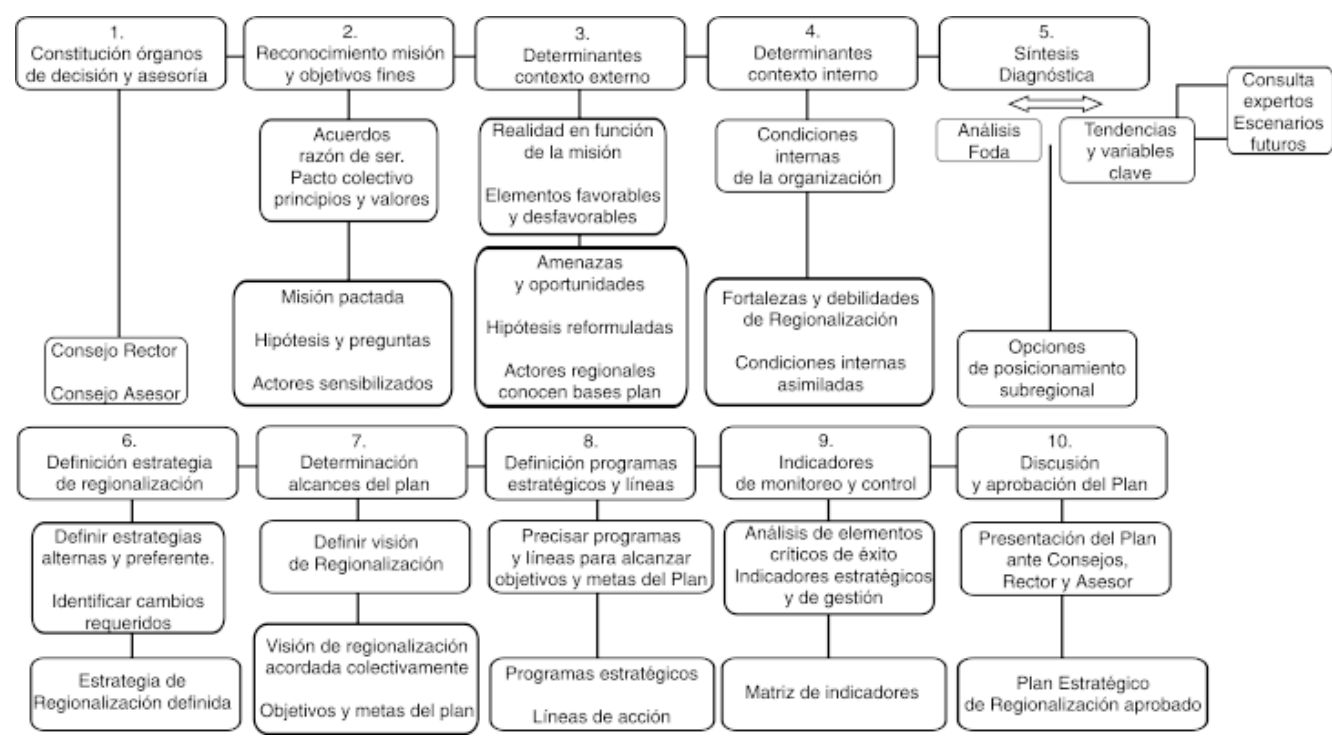 1.
Constitución órganos
de decisión y asesoría
2.
Reconocimiento misión
y objetivos fines
3.
Determinantes
contexto externo
4.
Determinantes
contexto interno
5.
Síntesis
Diagnóstica
Consulta
expertos
Escenarios
futuros
Acuerdos
razón de ser.
Pacto colectivo
principios y valores
Realidad en función
de la misión
Elementos favorables
y desfavorables
Condiciones
internas
de la organización
Análisis
Foda
Tendencias
y variables
clave
Consejo Rector
Consejo Asesor
Misión pactada
Hipótesis y preguntas
Actores sensibilizados
Amenazas
y oportunidades
Hipótesis reformuladas
Actores regionales
conocen bases plan
Fortalezas y debilidades
de Regionalización
Condiciones internas
asimiladas
Opciones
de posicionamiento
subregional
6.
Definición estrategia
de regionalización
7.
Determinación
alcances del plan
8.
Definición programas
estratégicos y líneas
9.
Indicadores
de monitoreo y control
10.
Discusión
y aprobación del Plan
Definir estrategias
alternas y preferente.
Identificar cambios
requeridos
Definir visión
de Regionalización
Precisar programas
y líneas para alcanzar
objetivos y metas del Plan
Análisis de elementos
críticos de éxito
Indicadores estratégicos
y de gestión
Presentación del Plan
ante Consejos,
Rector y Asesor
Estrategia de
Regionalización definida
Visión de regionalización
acordada colectivamente
Objetivos y metas del plan
Programas estratégicos
Líneas de acción
Matriz de indicadores
Plan Estratégico
de Regionalización aprobado